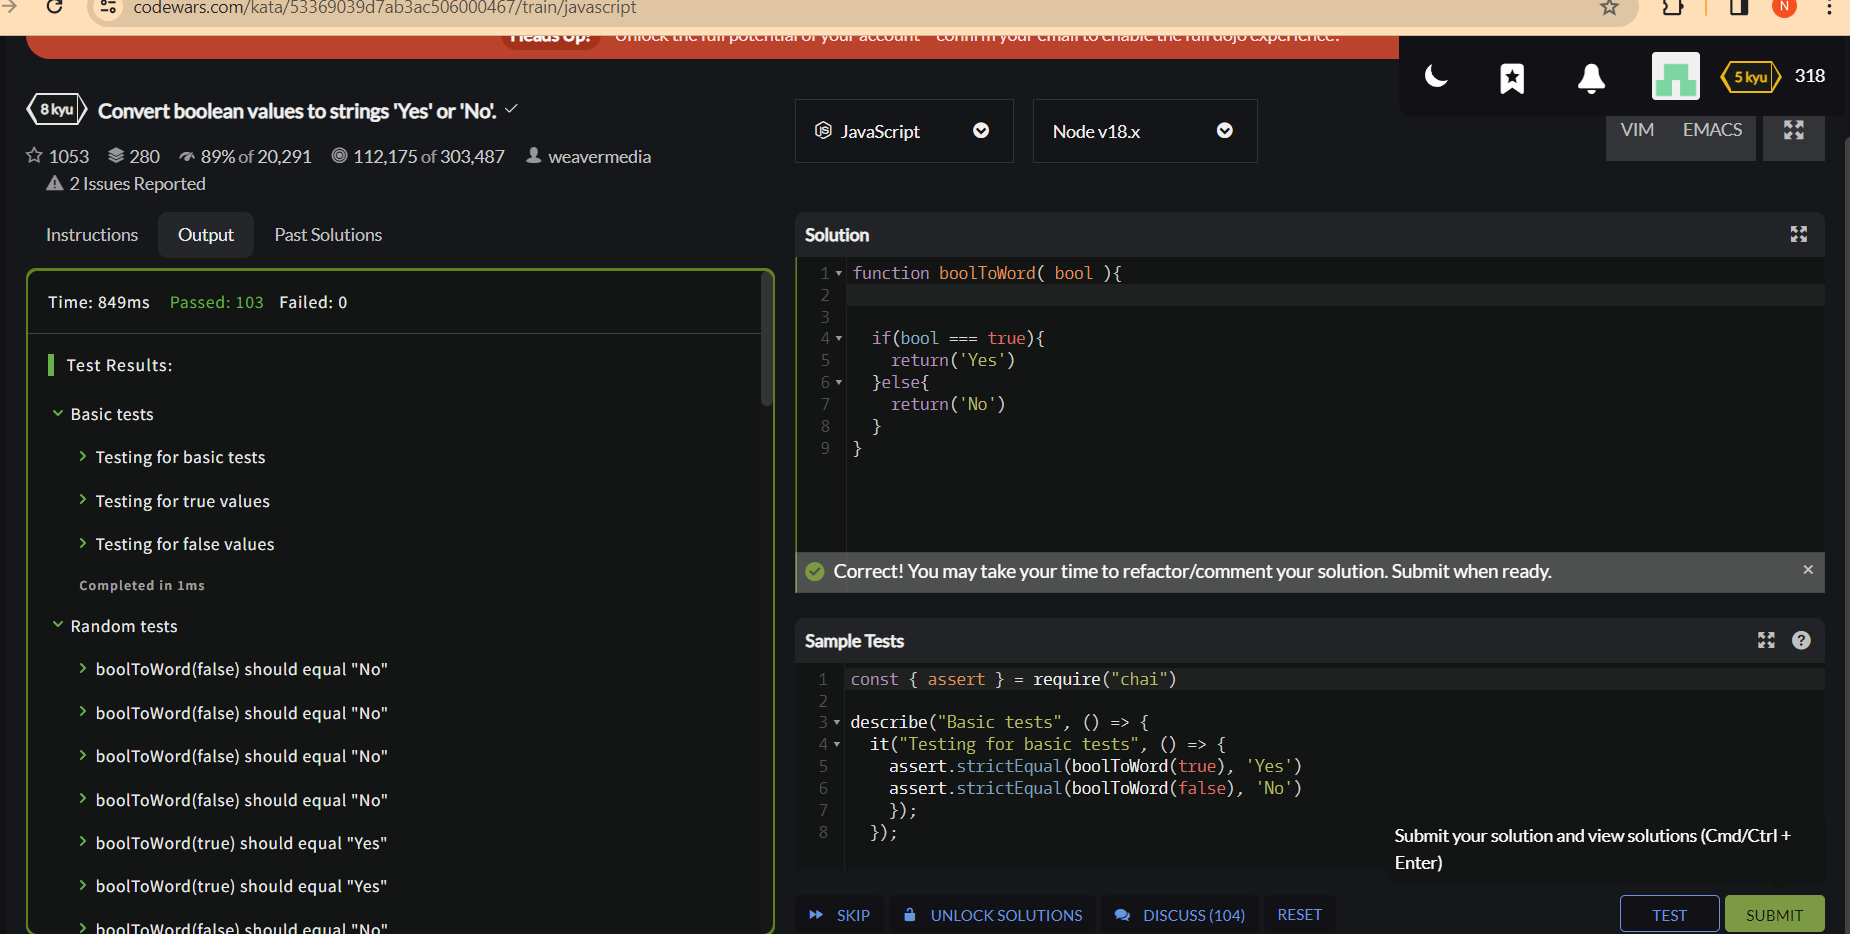 codewars.com/kata/53369039d7ab3ac506000467/train/javascript
N
Heads Up! Unlock the full potential of your account - confirm your email to enable the full dojo experience.
5 kyu 318
8 kyu Convert boolean values to strings 'Yes' or 'No'.
1053 280 89% of 20,291 112,175 of 303,487 weavermedia
2 Issues Reported
JavaScript Node v18.x VIM EMACS
Instructions Output Past Solutions
Time: 849ms Passed: 103 Failed: 0
Test Results:
Basic tests
Testing for basic tests
Testing for true values
Testing for false values
Completed in 1ms
Random tests
boolToWord(false) should equal "No"
boolToWord(false) should equal "No"
boolToWord(false) should equal "No"
boolToWord(false) should equal "No"
boolToWord(true) should equal "Yes"
boolToWord(true) should equal "Yes"
boolToWord(false) should equal "No"
Solution
1 function boolToWord( bool ){
2
3
4 if(bool === true){
5 return('Yes')
6 }else{
7 return('No')
8 }
9 }
Correct! You may take your time to refactor/comment your solution. Submit when ready. ×
Sample Tests ?
1 const { assert } = require("chai")
2
3 describe("Basic tests", () => {
4 it("Testing for basic tests", () => {
5 assert.strictEqual(boolToWord(true), 'Yes')
6 assert.strictEqual(boolToWord(false), 'No')
7 });
8 });
Submit your solution and view solutions (Cmd/Ctrl +
Enter)
SKIP UNLOCK SOLUTIONS DISCUSS (104) RESET TEST SUBMIT